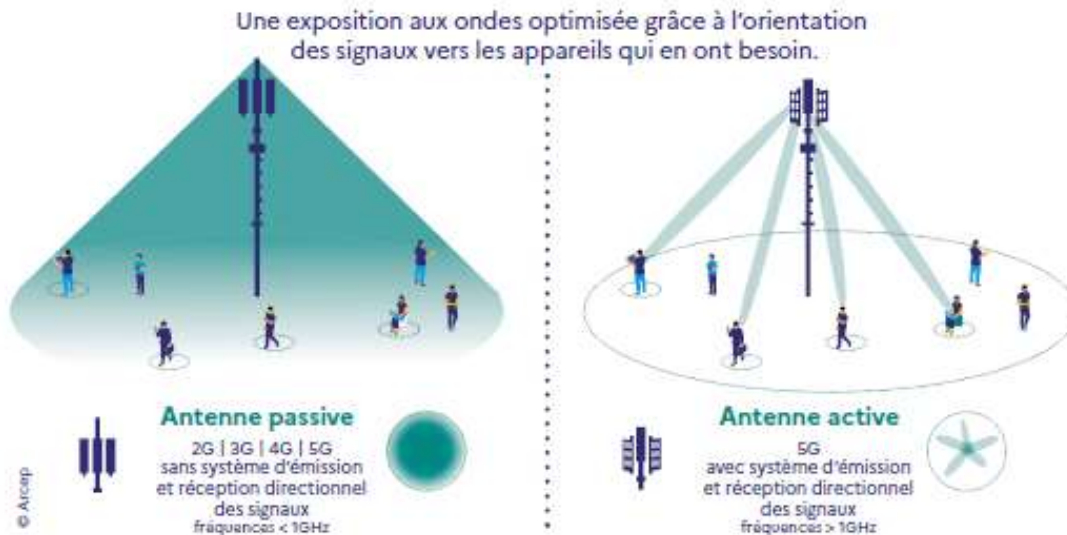 Une exposition aux ondes optimisée grâce à l'orientation
des signaux vers les appareils qui en ont besoin.
Antenne passive
2G | 3G | 4G | 5G
sans système d'émission
et réception directionnel
des signaux
fréquences < 1GHz
Antenne active
5G
avec système d'émission
et réception directionnel
des signaux
fréquences > 1GHz
© Arcep